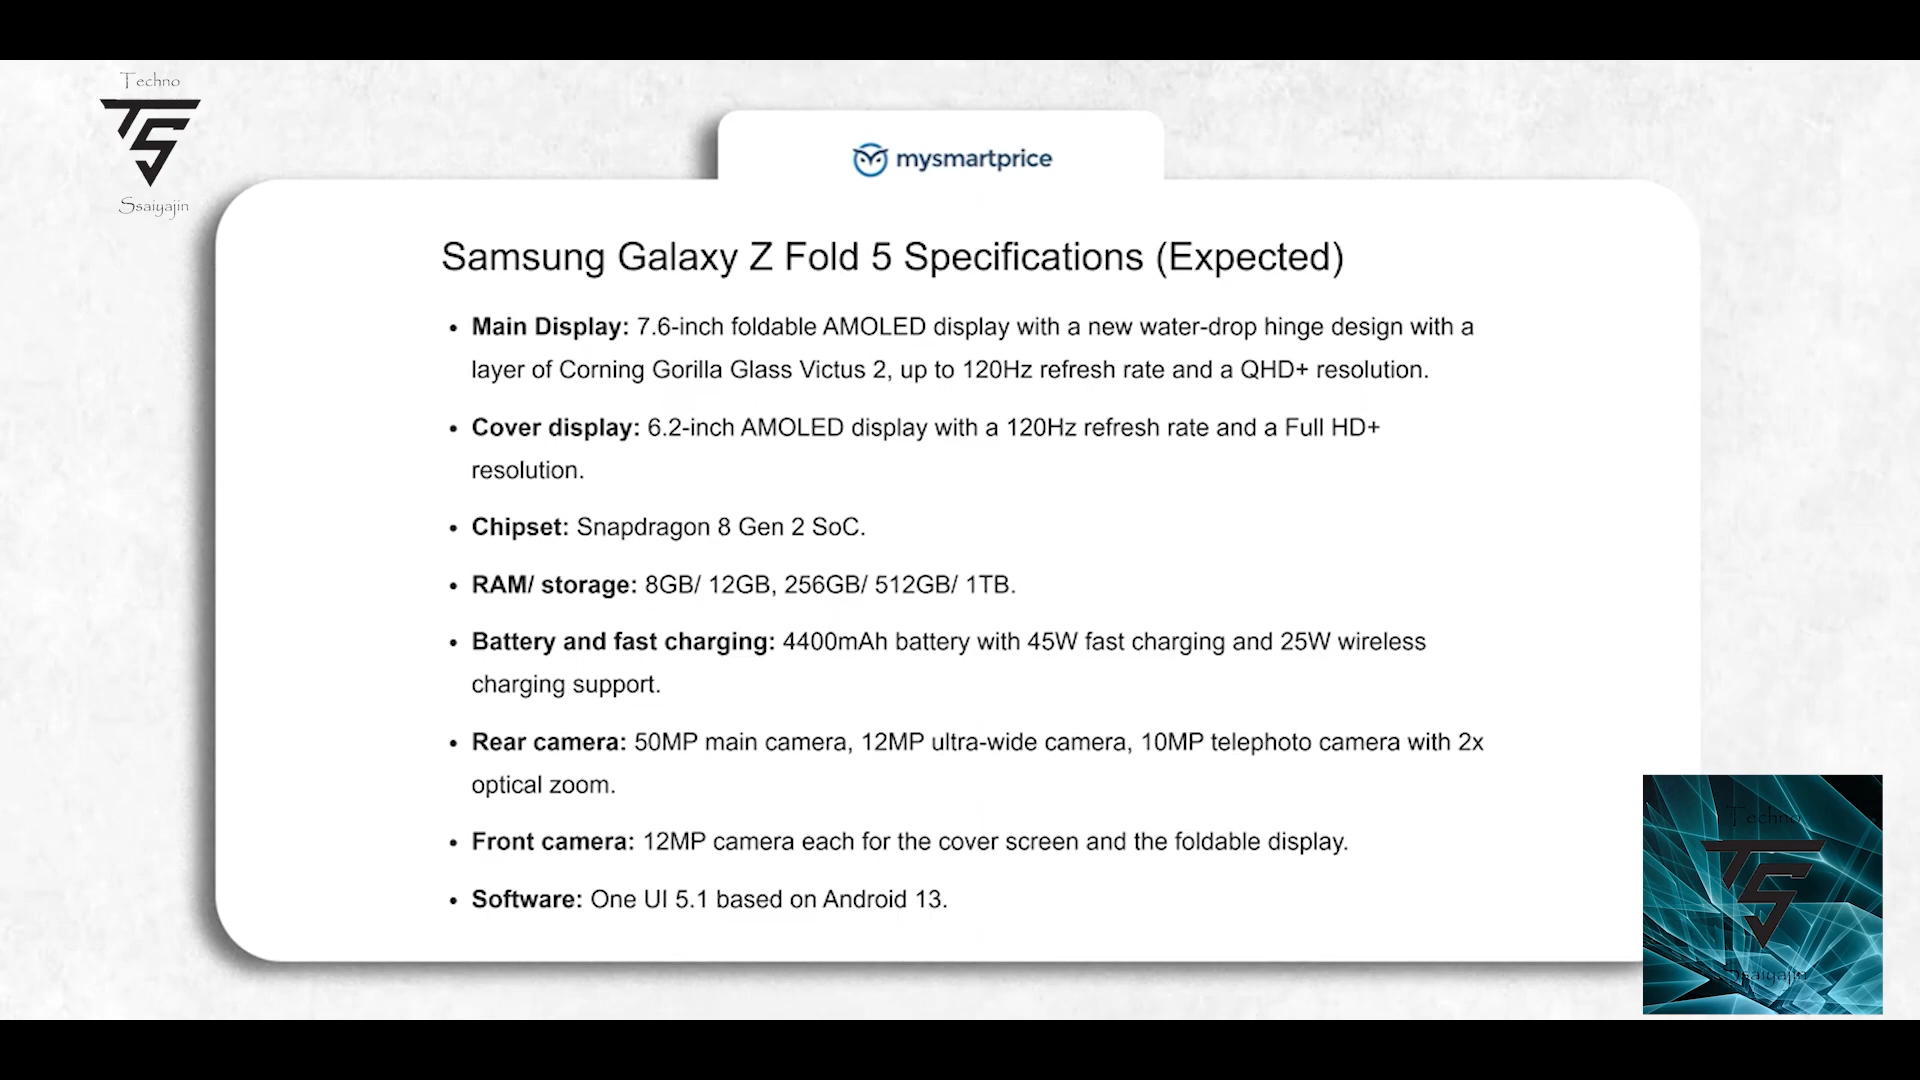 Techno
TS
Ssaiyajin
mysmartprice
Samsung Galaxy Z Fold 5 Specifications (Expected)
• Main Display: 7.6-inch foldable AMOLED display with a new water-drop hinge design with a
layer of Corning Gorilla Glass Victus 2, up to 120Hz refresh rate and a QHD+ resolution.
• Cover display: 6.2-inch AMOLED display with a 120Hz refresh rate and a Full HD+
resolution.
• Chipset: Snapdragon 8 Gen 2 SoC.
• RAM/ storage: 8GB/ 12GB, 256GB/ 512GB/ 1TB.
• Battery and fast charging: 4400mAh battery with 45W fast charging and 25W wireless
charging support.
• Rear camera: 50MP main camera, 12MP ultra-wide camera, 10MP telephoto camera with 2x
optical zoom.
• Front camera: 12MP camera each for the cover screen and the foldable display.
• Software: One UI 5.1 based on Android 13.
Techno
TS
Ssaiyajin